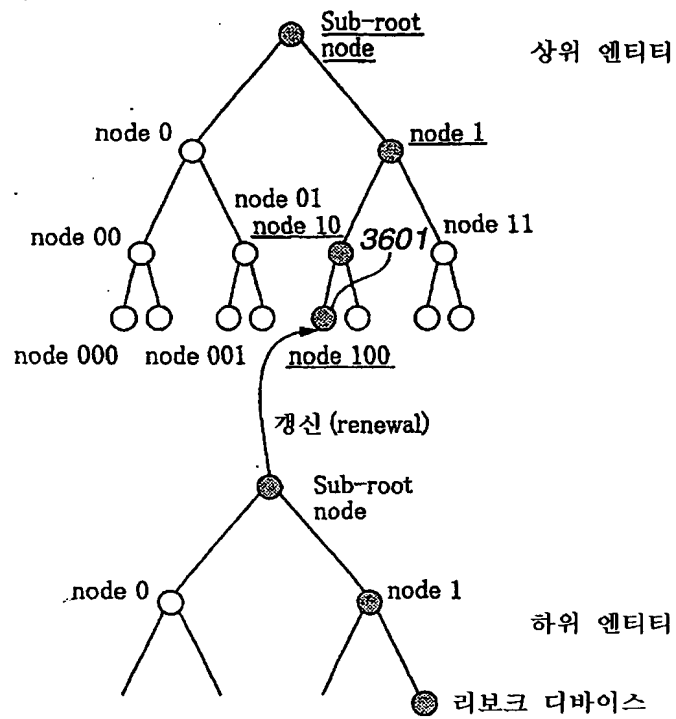 Sub-root
node
상위 엔티티
node 0
node 1
node 01
node 00
node 10
3601
node 11
node 000
node 001
node 100
갱신 (renewal)
Sub-root
node
node 0
node 1
하위 엔티티
리보크 디바이스